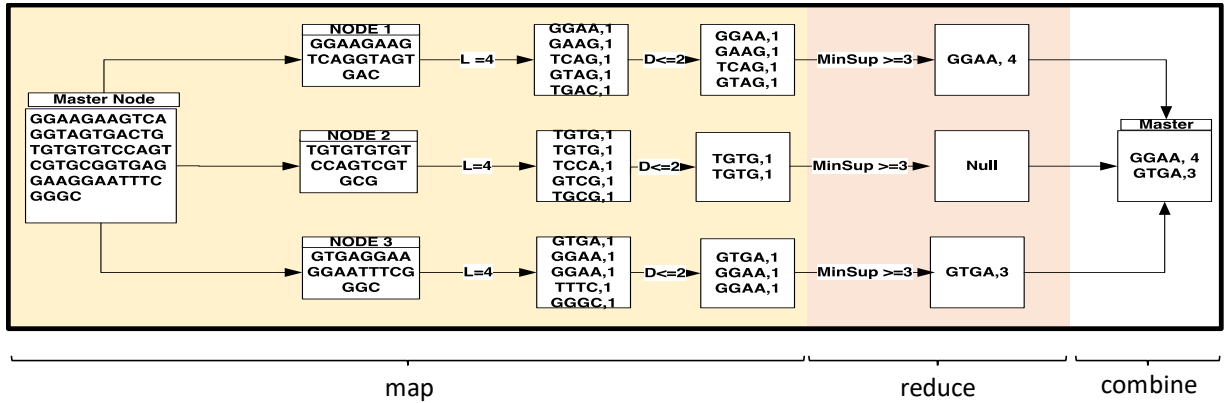 Master Node
GGAAGAAGTCA
GGTAGTGACTG
TGTGTGTCCAGT
CGTGCGGTGAG
GAAGGAATTTC
GGGC
NODE 1
GGAAGAAG
TCAGGTAGT
GAC
L =4
GGAA,1
GAAG,1
TCAG,1
GTAG,1
TGAC,1
D<=2
GGAA,1
GAAG,1
TCAG,1
GTAG,1
MinSup >=3
GGAA, 4
NODE 2
TGTGTGTGT
CCAGTCGT
GCG
L=4
TGTG,1
TGTG,1
TCCA,1
GTCG,1
TGCG,1
D<=2
TGTG,1
TGTG,1
MinSup >=3
Null
NODE 3
GTGAGGAA
GGAATTTCG
GGC
L=4
GTGA,1
GGAA,1
GGAA,1
TTTC,1
GGGC,1
D<=2
GTGA,1
GGAA,1
GGAA,1
MinSup >=3
GTGA,3
Master
GGAA, 4
GTGA,3
map
reduce
combine